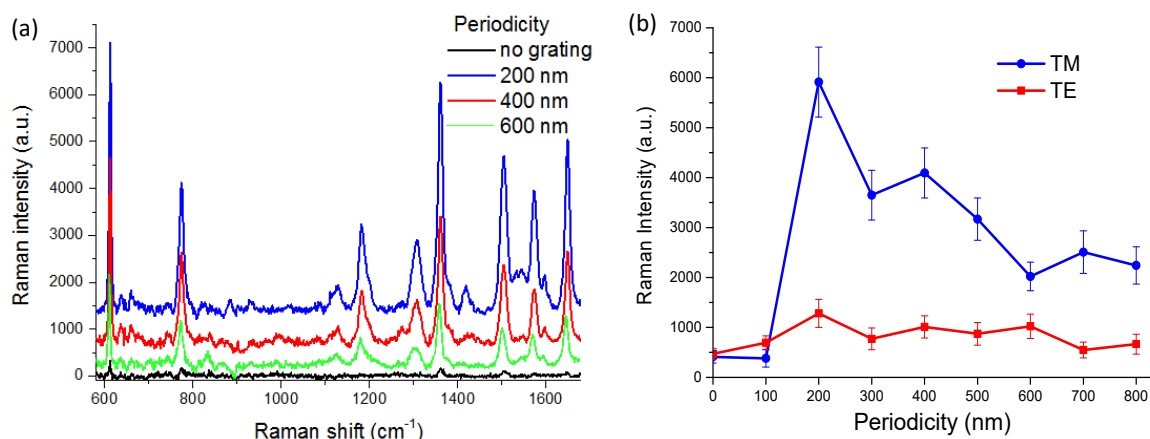 (a)
Periodicity
no grating
200 nm
400 nm
600 nm
7000
6000
5000
4000
3000
2000
1000
0
Raman intensity (a.u.)
600 800 1000 1200 1400 1600
Raman shift (cm⁻¹)
(b)
TM
TE
7000
6000
5000
4000
3000
2000
1000
0
Raman Intensity (a.u.)
0 100 200 300 400 500 600 700 800
Periodicity (nm)